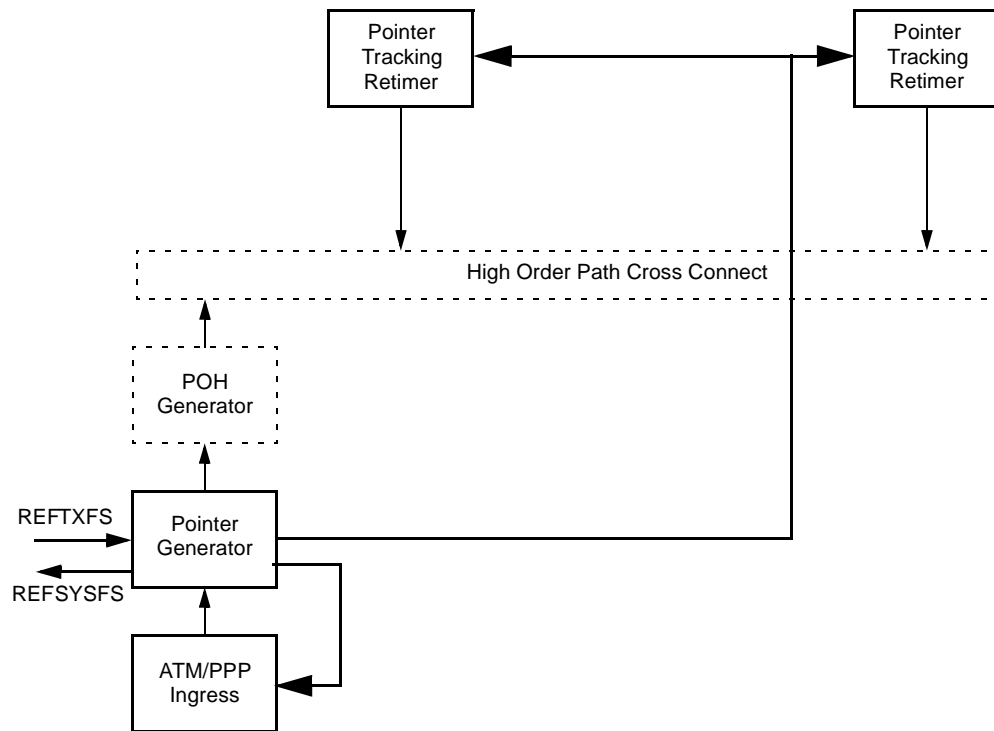 Pointer
Tracking
Retimer
Pointer
Tracking
Retimer
High Order Path Cross Connect
POH
Generator
REFTXFS
Pointer
Generator
REFSYSFS
ATM/PPP
Ingress